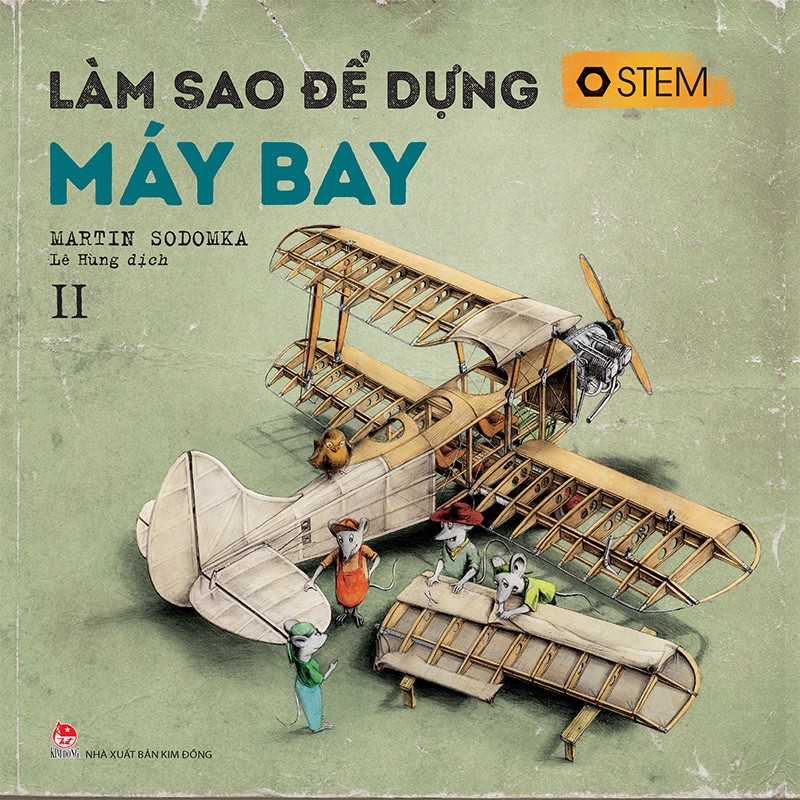 LÀM SAO ĐỂ DỰNG
STEM
MÁY BAY
MARTIN SODOMKA
Lê Hùng dịch
II
KIM ĐỒNG
NHÀ XUẤT BẢN KIM ĐỒNG